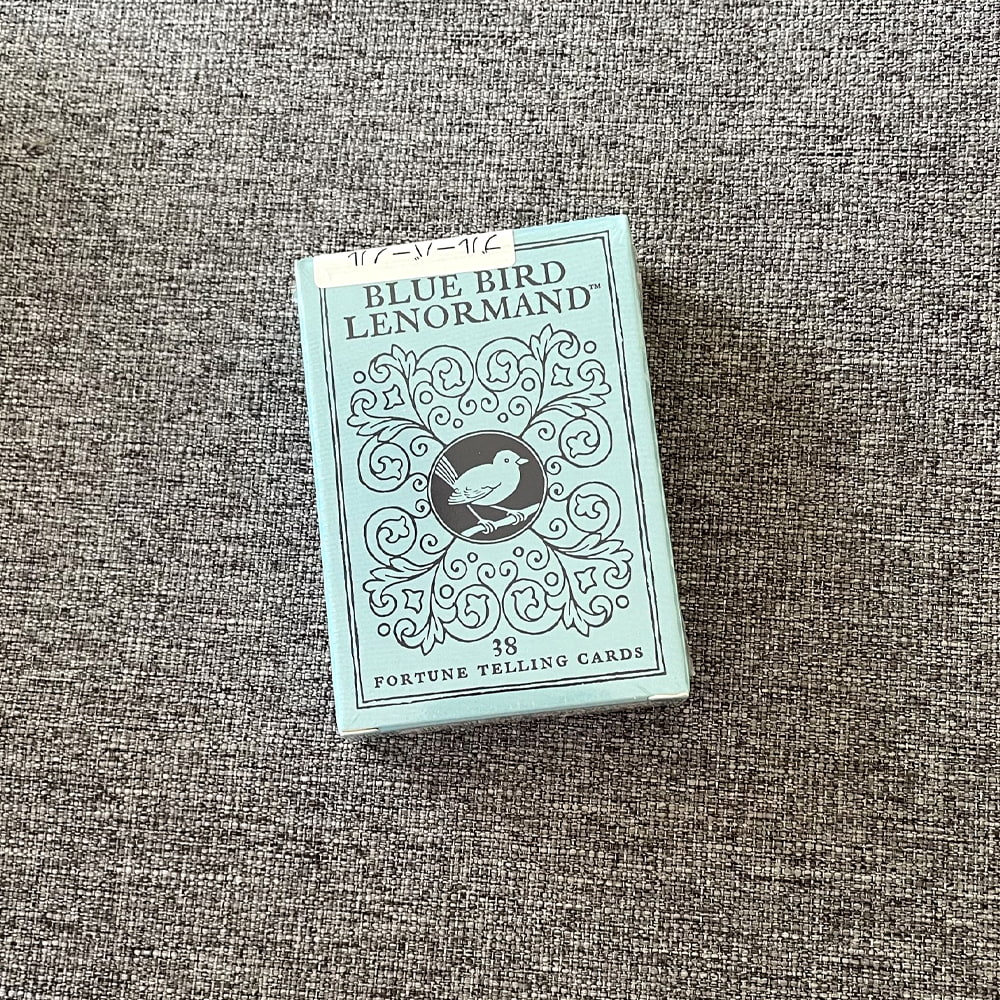 BLUE BIRD
LENORMAND™
38
FORTUNE TELLING CARDS